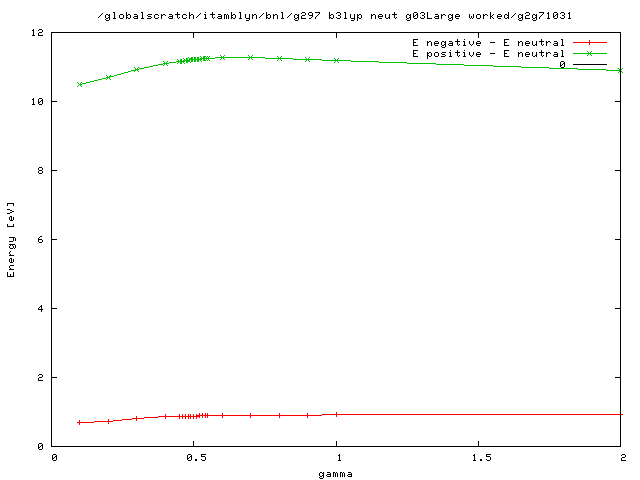 /globalscratch/itamblyn/bnl/g297 b3lyp neut g03Large worked/g2g71031
E negative - E neutral
E positive - E neutral
0
12
10
8
6
4
2
0
Energy [eV]
0 0.5 1 1.5 2
gamma